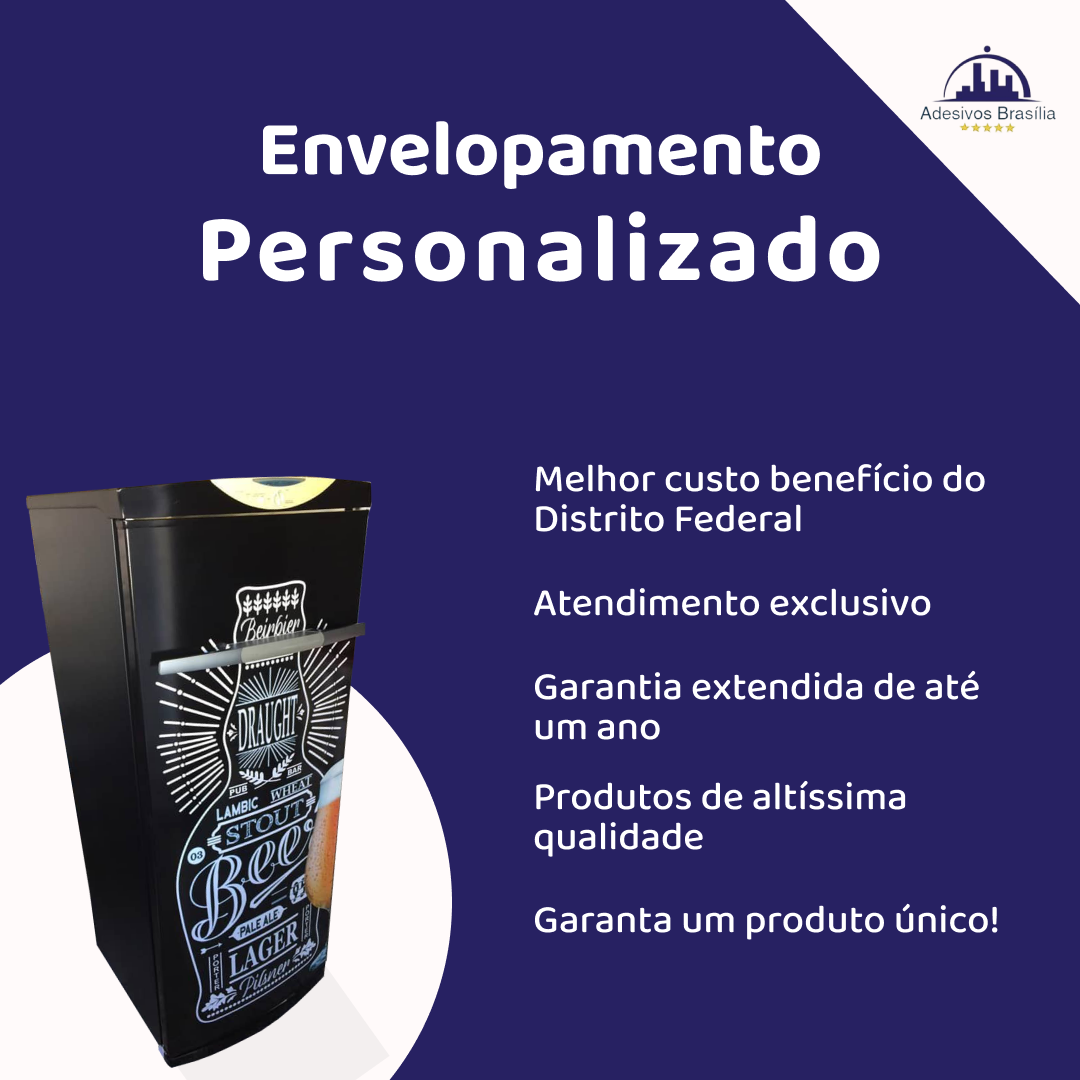 Adesivos Brasília
Envelopamento
Personalizado
Melhor custo benefício do
Distrito Federal
Atendimento exclusivo
Garantia extendida de até
um ano
Produtos de altíssima
qualidade
Garanta um produto único!
Beirbier
DRAUGHT
PUB BAR
LAMBIC WHEAT
STOUT
03
Beer
PALE ALE
PORTER
LAGER
Pilsner